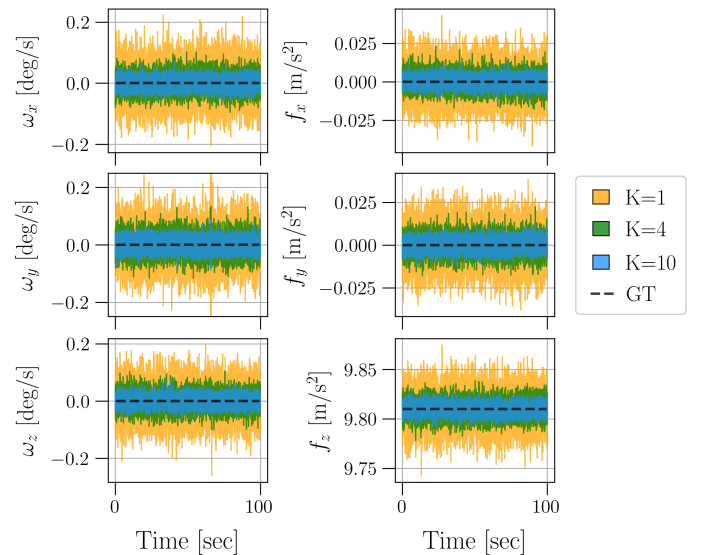 0.2
0.0
−0.2
ω_x [deg/s]
0.025
0.000
−0.025
f_x [m/s²]
0.2
0.0
−0.2
ω_y [deg/s]
0.025
0.000
−0.025
f_y [m/s²]
0.2
0.0
−0.2
ω_z [deg/s]
0
100
Time [sec]
9.85
9.80
9.75
f_z [m/s²]
0
100
Time [sec]
K=1
K=4
K=10
GT